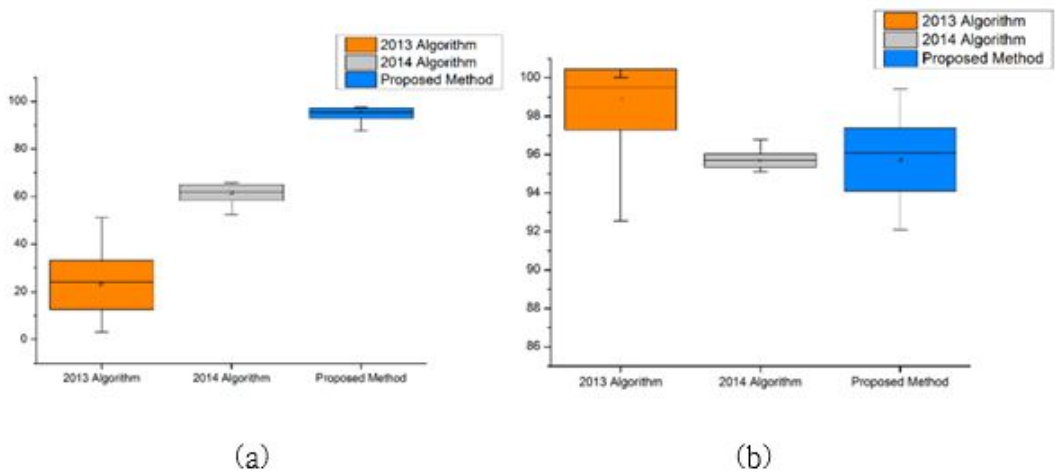 2013 Algorithm
2014 Algorithm
Proposed Method
100
80
60
40
20
0
2013 Algorithm
2014 Algorithm
Proposed Method
(a)
2013 Algorithm
2014 Algorithm
Proposed Method
100
98
96
94
92
90
88
86
2013 Algorithm
2014 Algorithm
Proposed Method
(b)